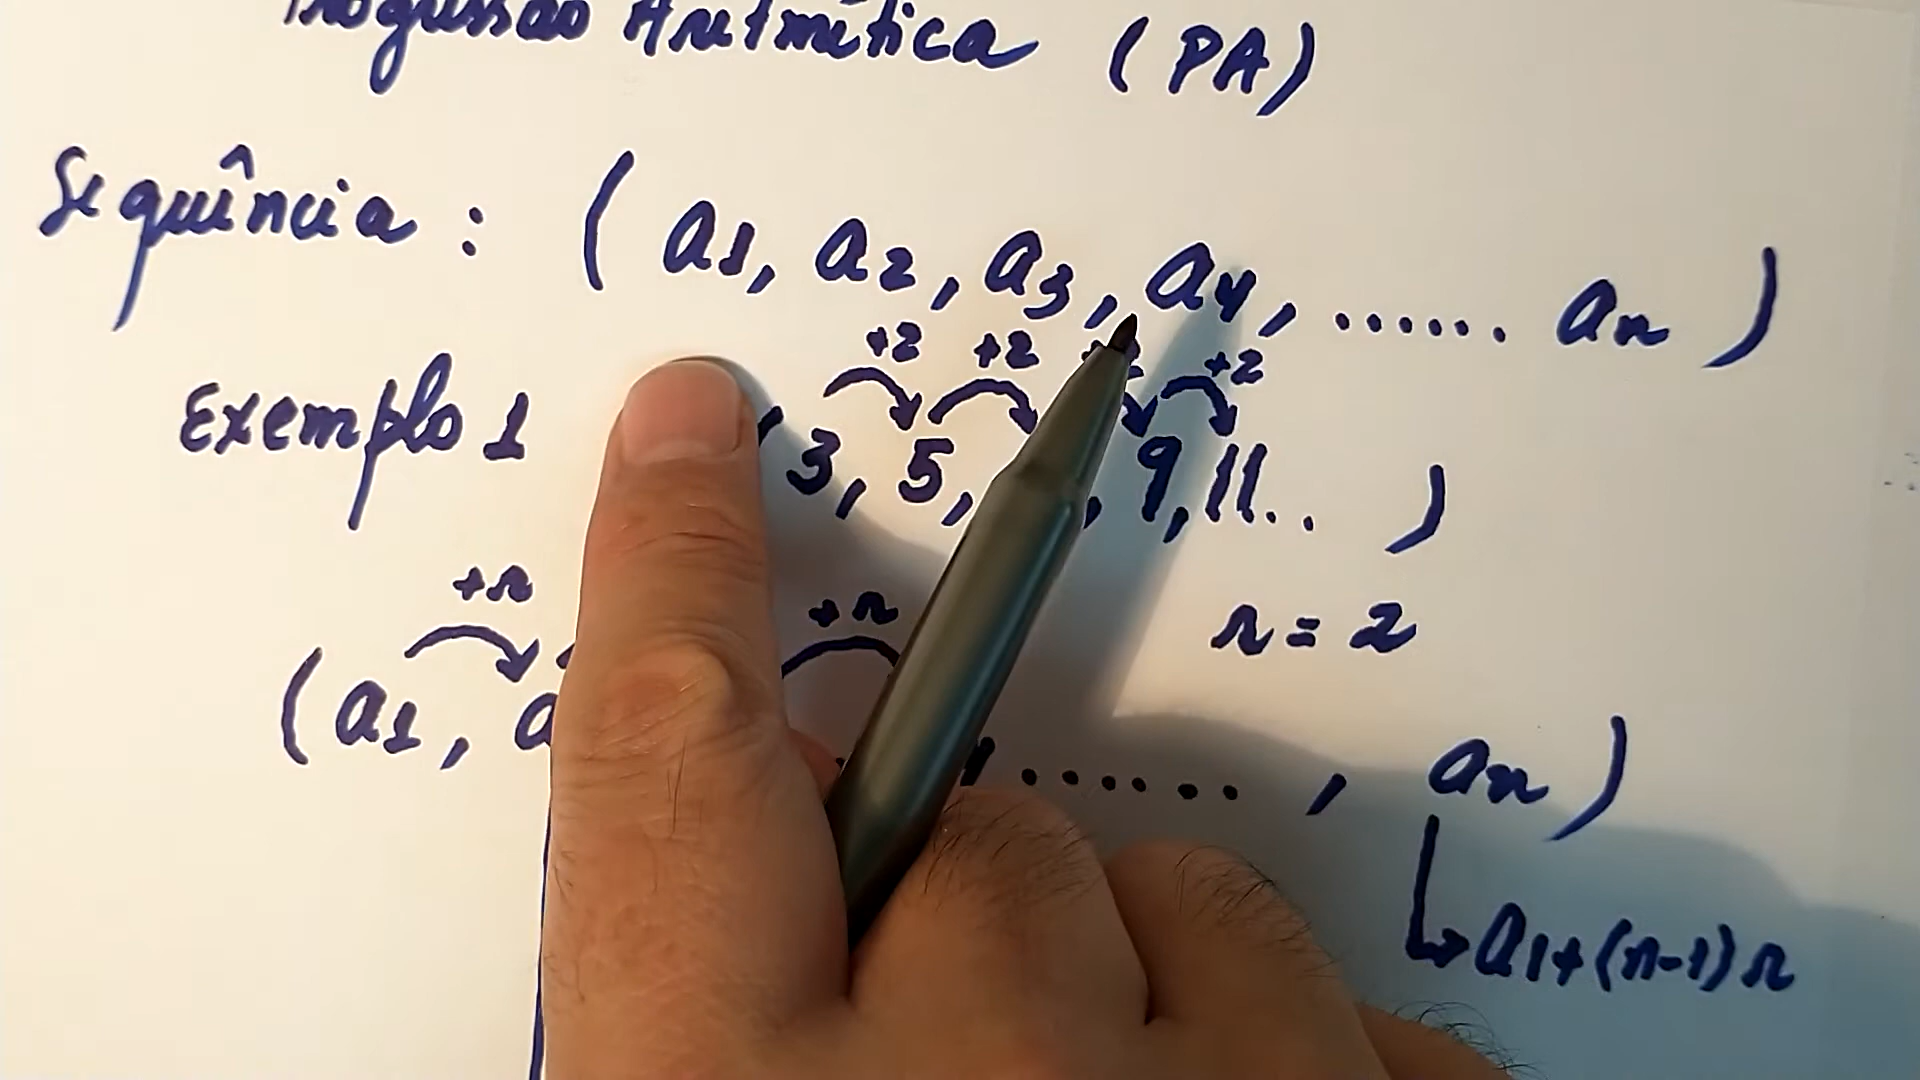 Progressão Aritmética (PA)
Sequência : ( a1, a2, a3, a4, ...... an )
+2 +2 +2
Exemplo 1 , 3, 5, , 9, 11.. )
+r +r
r = 2
(a1, a , ...... , an )
a1+(n-1)r